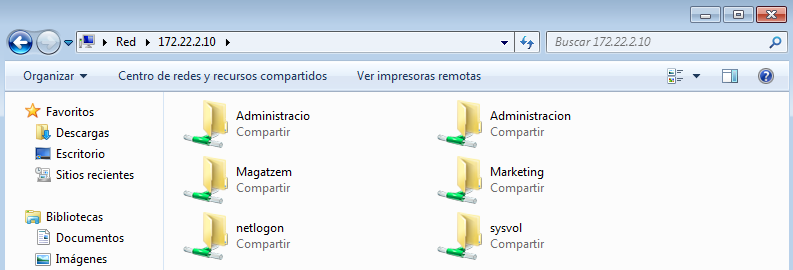 Red 172.22.2.10
Buscar 172.22.2.10
Organizar Centro de redes y recursos compartidos Ver impresoras remotas
Favoritos
Descargas
Escritorio
Sitios recientes
Bibliotecas
Documentos
Imágenes
Administracio
Compartir
Administracion
Compartir
Magatzem
Compartir
Marketing
Compartir
netlogon
Compartir
sysvol
Compartir